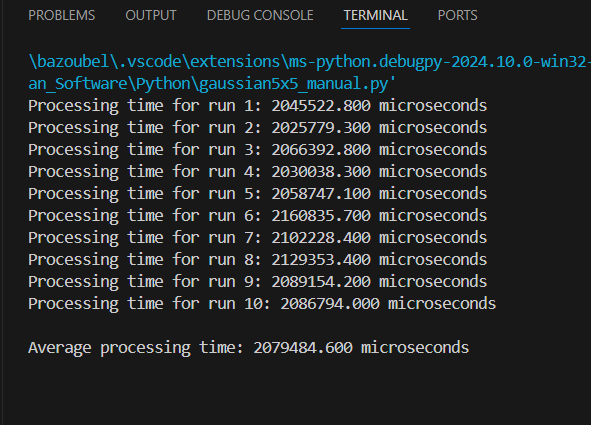 PROBLEMS OUTPUT DEBUG CONSOLE TERMINAL PORTS
\bazoubel\.vscode\extensions\ms-python.debugpy-2024.10.0-win32-
an_Software\Python\gaussian5x5_manual.py'
Processing time for run 1: 2045522.800 microseconds
Processing time for run 2: 2025779.300 microseconds
Processing time for run 3: 2066392.800 microseconds
Processing time for run 4: 2030038.300 microseconds
Processing time for run 5: 2058747.100 microseconds
Processing time for run 6: 2160835.700 microseconds
Processing time for run 7: 2102228.400 microseconds
Processing time for run 8: 2129353.400 microseconds
Processing time for run 9: 2089154.200 microseconds
Processing time for run 10: 2086794.000 microseconds
Average processing time: 2079484.600 microseconds